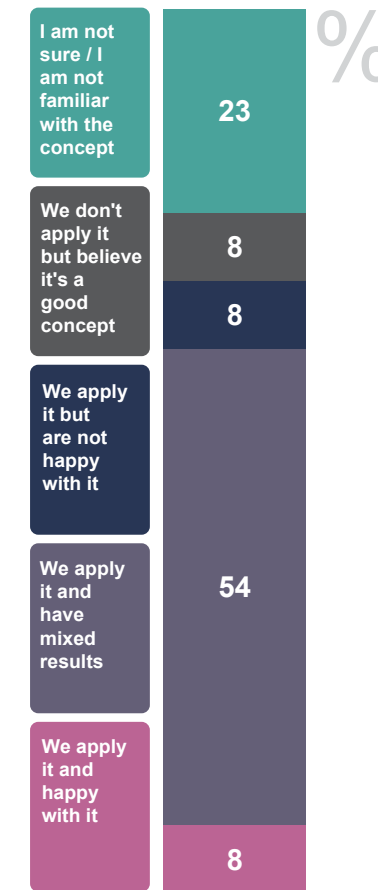 I am not
sure / I
am not
familiar
with the
concept
%
23
We don't
apply it
but believe
it's a
good
concept
8
8
We apply
it but
are not
happy
with it
We apply
it and
have
mixed
results
54
We apply
it and
happy
with it
8